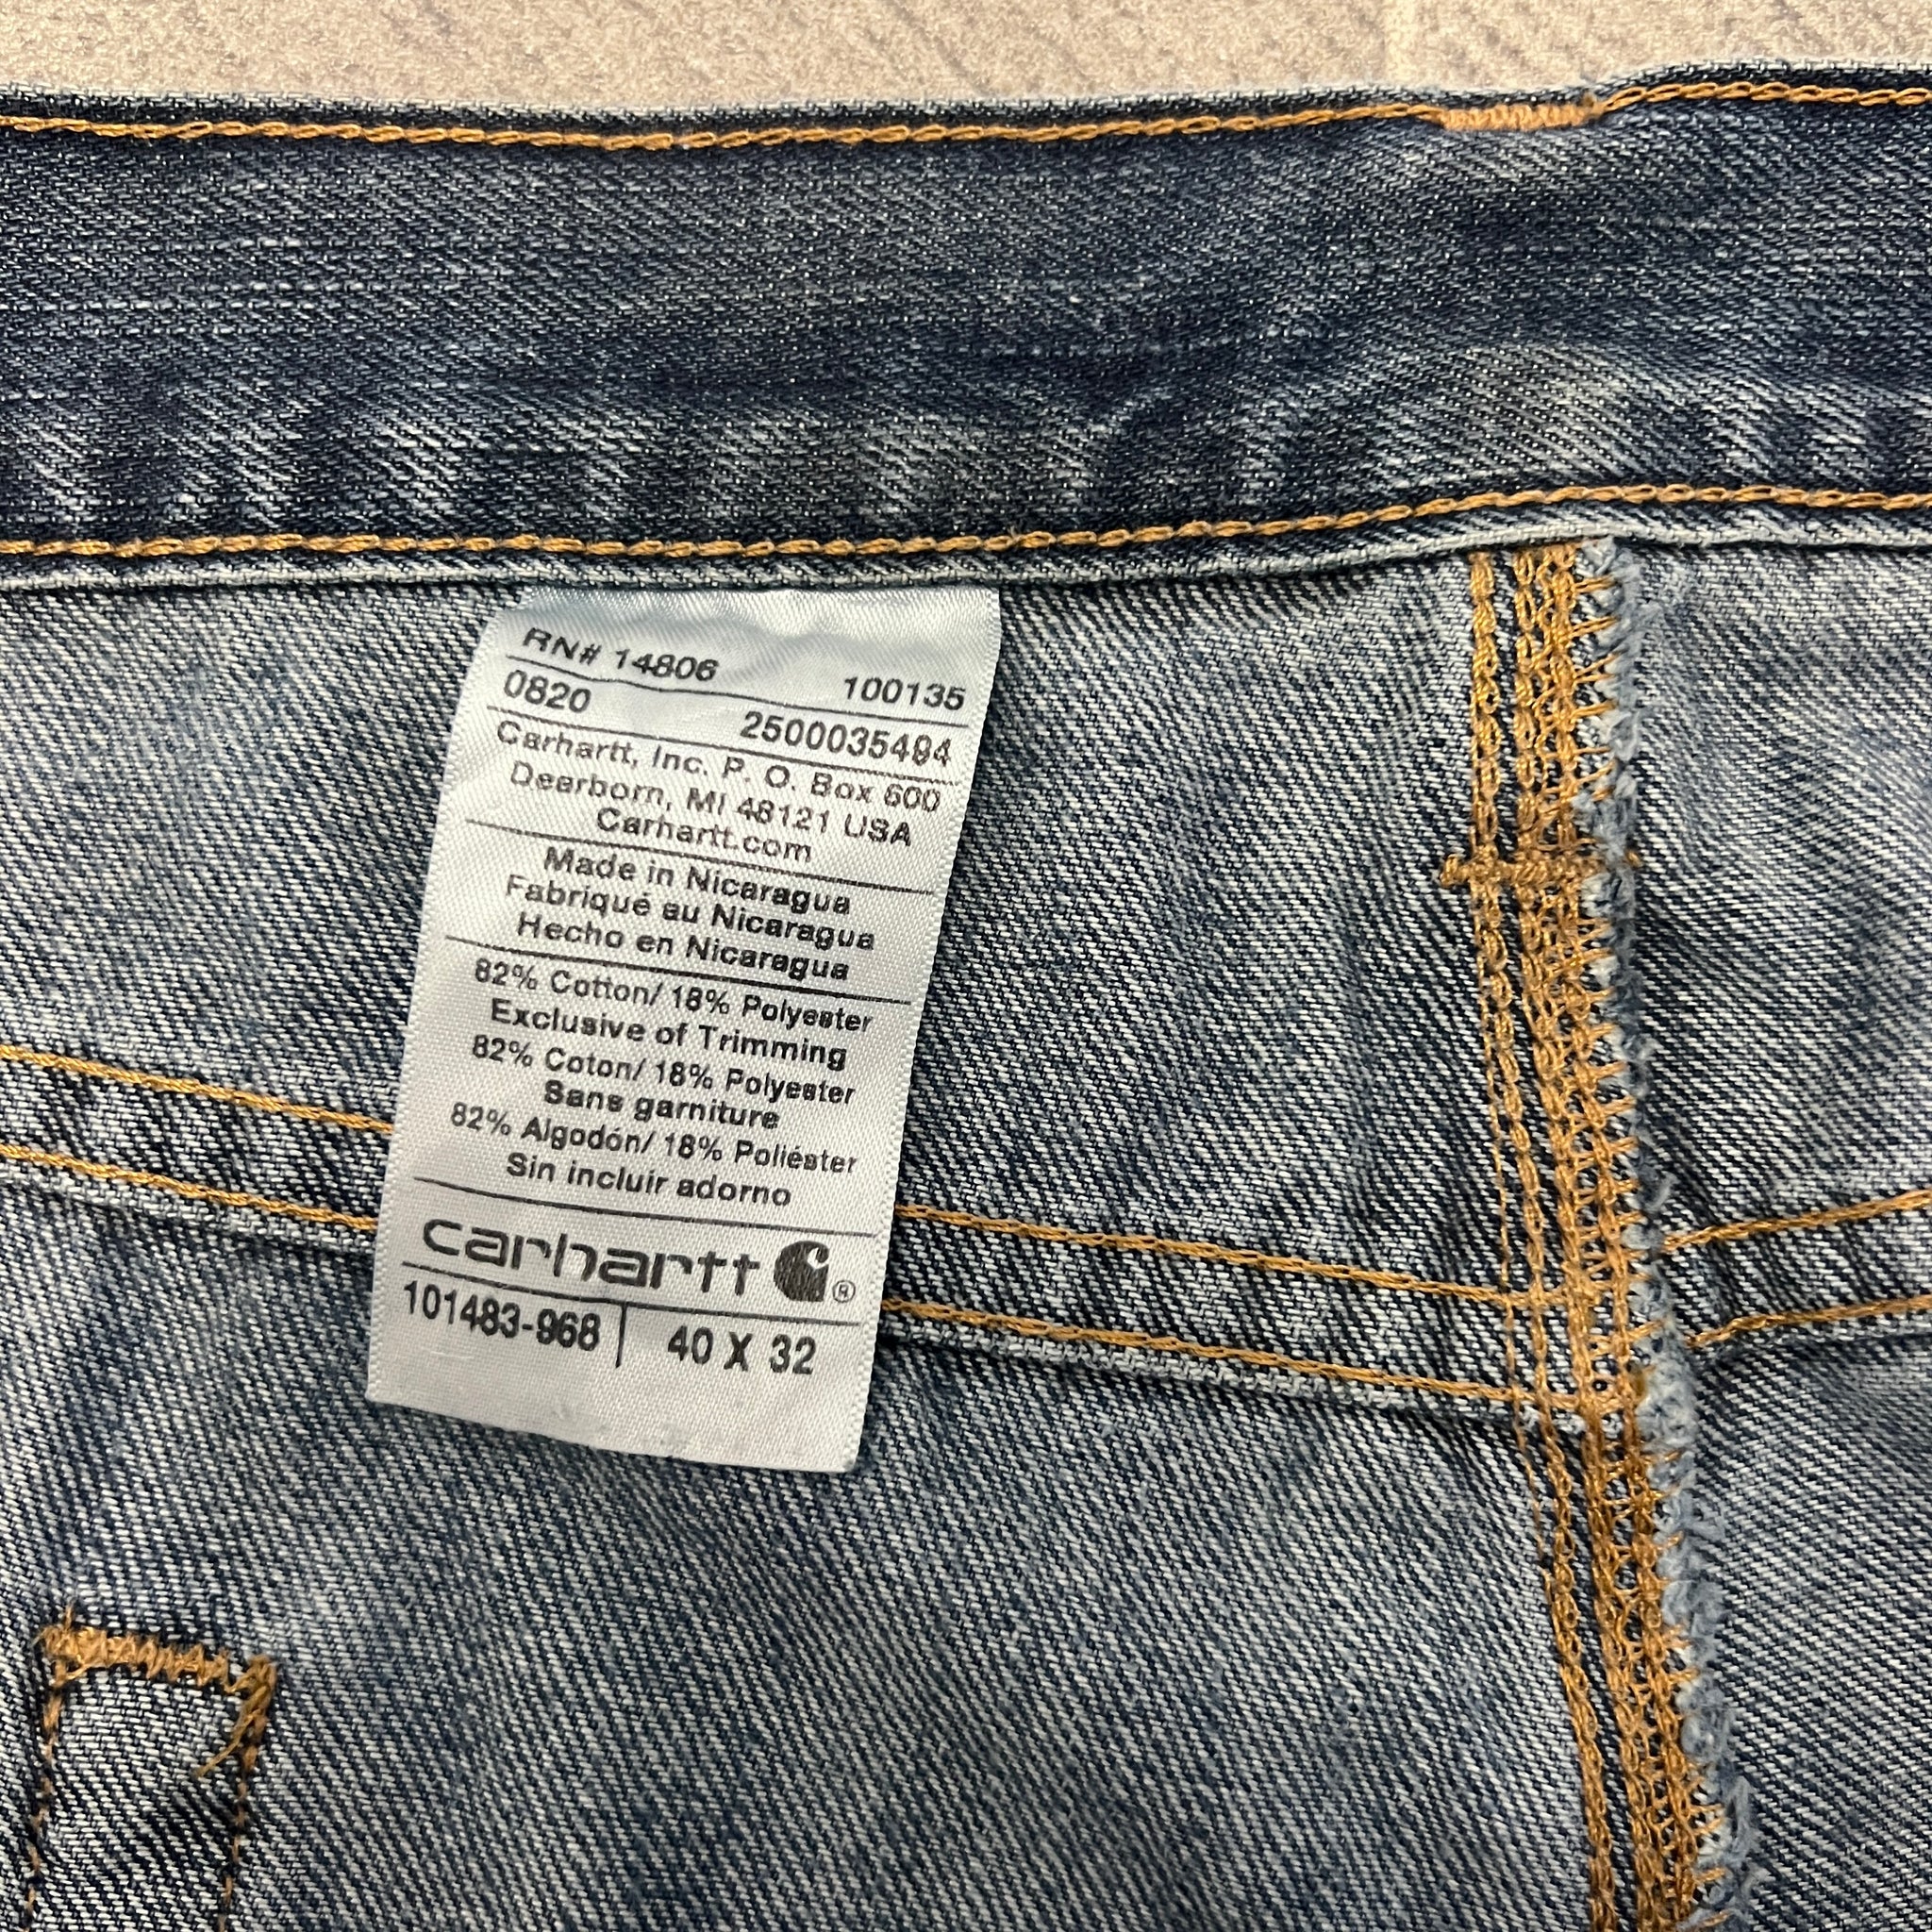 RN# 14806 100135
0820 2500035494
Carhartt, Inc. P. O. Box 600
Dearborn, MI 48121 USA
Carhartt.com
Made in Nicaragua
Fabriqué au Nicaragua
Hecho en Nicaragua
82% Cotton/ 18% Polyester
Exclusive of Trimming
82% Coton/ 18% Polyester
Sans garniture
82% Algodón/ 18% Poliéster
Sin incluir adorno
carhartt ®
101483-968 40 X 32